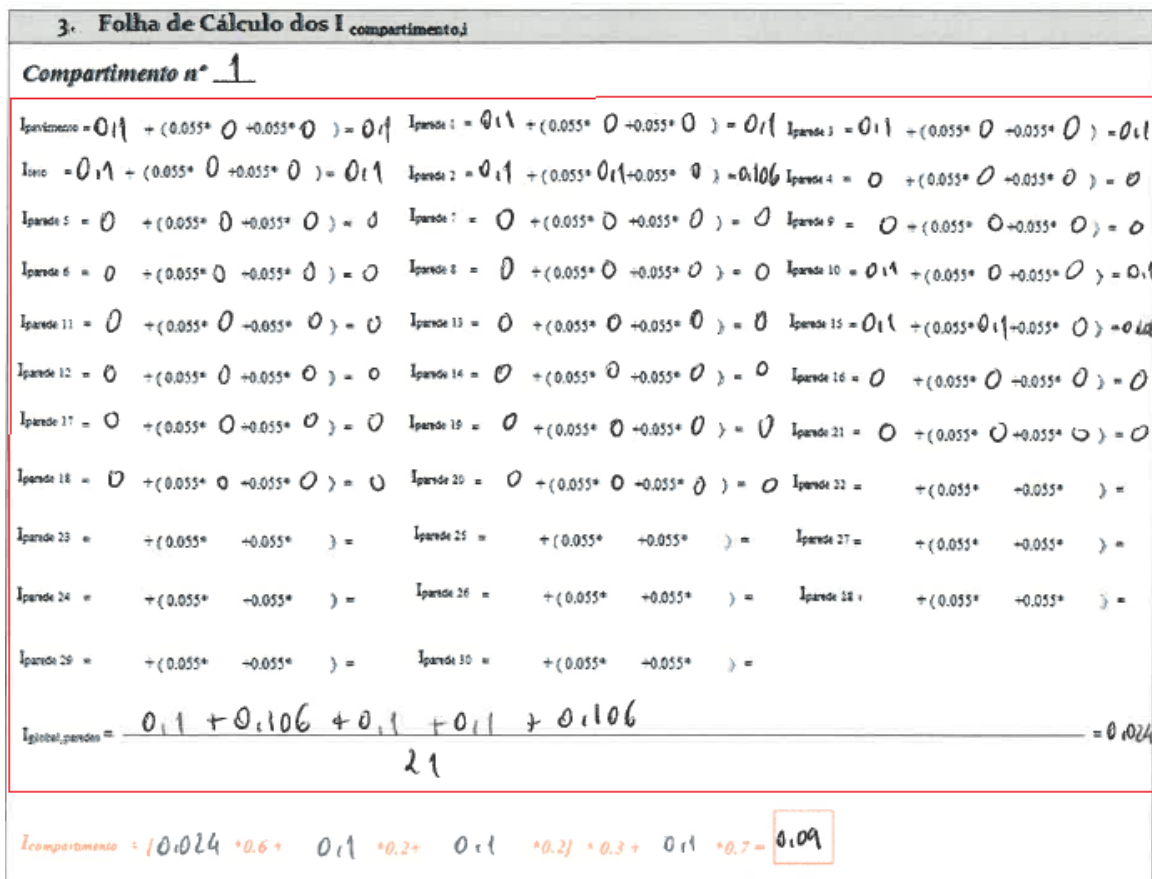 3. Folha de Cálculo dos I compartimento,i
Compartimento nº 1
Ipavimento = 0,1 + (0.055* 0 +0.055* 0 ) = 0,1 Iparede 1 = 0,1 + (0.055* 0 +0.055* 0 ) = 0,1 Iparede 3 = 0,1 + (0.055* 0 +0.055* 0 ) = 0,1
Iteto = 0,1 + (0.055* 0 +0.055* 0 ) = 0,1 Iparede 2 = 0,1 + (0.055* 0,1 +0.055* 0 ) = 0.106 Iparede 4 = 0 + (0.055* 0 +0.055* 0 ) = 0
Iparede 5 = 0 + (0.055* 0 +0.055* 0 ) = 0 Iparede 7 = 0 + (0.055* 0 +0.055* 0 ) = 0 Iparede 9 = 0 + (0.055* 0 +0.055* 0 ) = 0
Iparede 6 = 0 + (0.055* 0 +0.055* 0 ) = 0 Iparede 8 = 0 + (0.055* 0 +0.055* 0 ) = 0 Iparede 10 = 0,1 + (0.055* 0 +0.055* 0 ) = 0,1
Iparede 11 = 0 + (0.055* 0 +0.055* 0 ) = 0 Iparede 13 = 0 + (0.055* 0 +0.055* 0 ) = 0 Iparede 15 = 0,1 + (0.055* 0,1 +0.055* 0 ) =
Iparede 12 = 0 + (0.055* 0 +0.055* 0 ) = 0 Iparede 14 = 0 + (0.055* 0 +0.055* 0 ) = 0 Iparede 16 = 0 + (0.055* 0 +0.055* 0 ) = 0
Iparede 17 = 0 + (0.055* 0 +0.055* 0 ) = 0 Iparede 19 = 0 + (0.055* 0 +0.055* 0 ) = 0 Iparede 21 = 0 + (0.055* 0 +0.055* 0 ) = 0
Iparede 18 = 0 + (0.055* 0 +0.055* 0 ) = 0 Iparede 20 = 0 + (0.055* 0 +0.055* 0 ) = 0 Iparede 22 = + (0.055* +0.055* ) =
Iparede 23 = + (0.055* +0.055* ) = Iparede 25 = + (0.055* +0.055* ) = Iparede 27 = + (0.055* +0.055* ) =
Iparede 24 = + (0.055* +0.055* ) = Iparede 26 = + (0.055* +0.055* ) = Iparede 28 : + (0.055* +0.055* ) =
Iparede 29 = + (0.055* +0.055* ) = Iparede 30 = + (0.055* +0.055* ) =
0,1 + 0,106 + 0,1 + 0,1 + 0,106
Iglobal,paredes = = 0,024
21
Icompartimento = [0.024 *0.6 + 0,1 *0.2+ 0,1 *0.2] * 0.3 + 0,1 *0.7 = 0,09